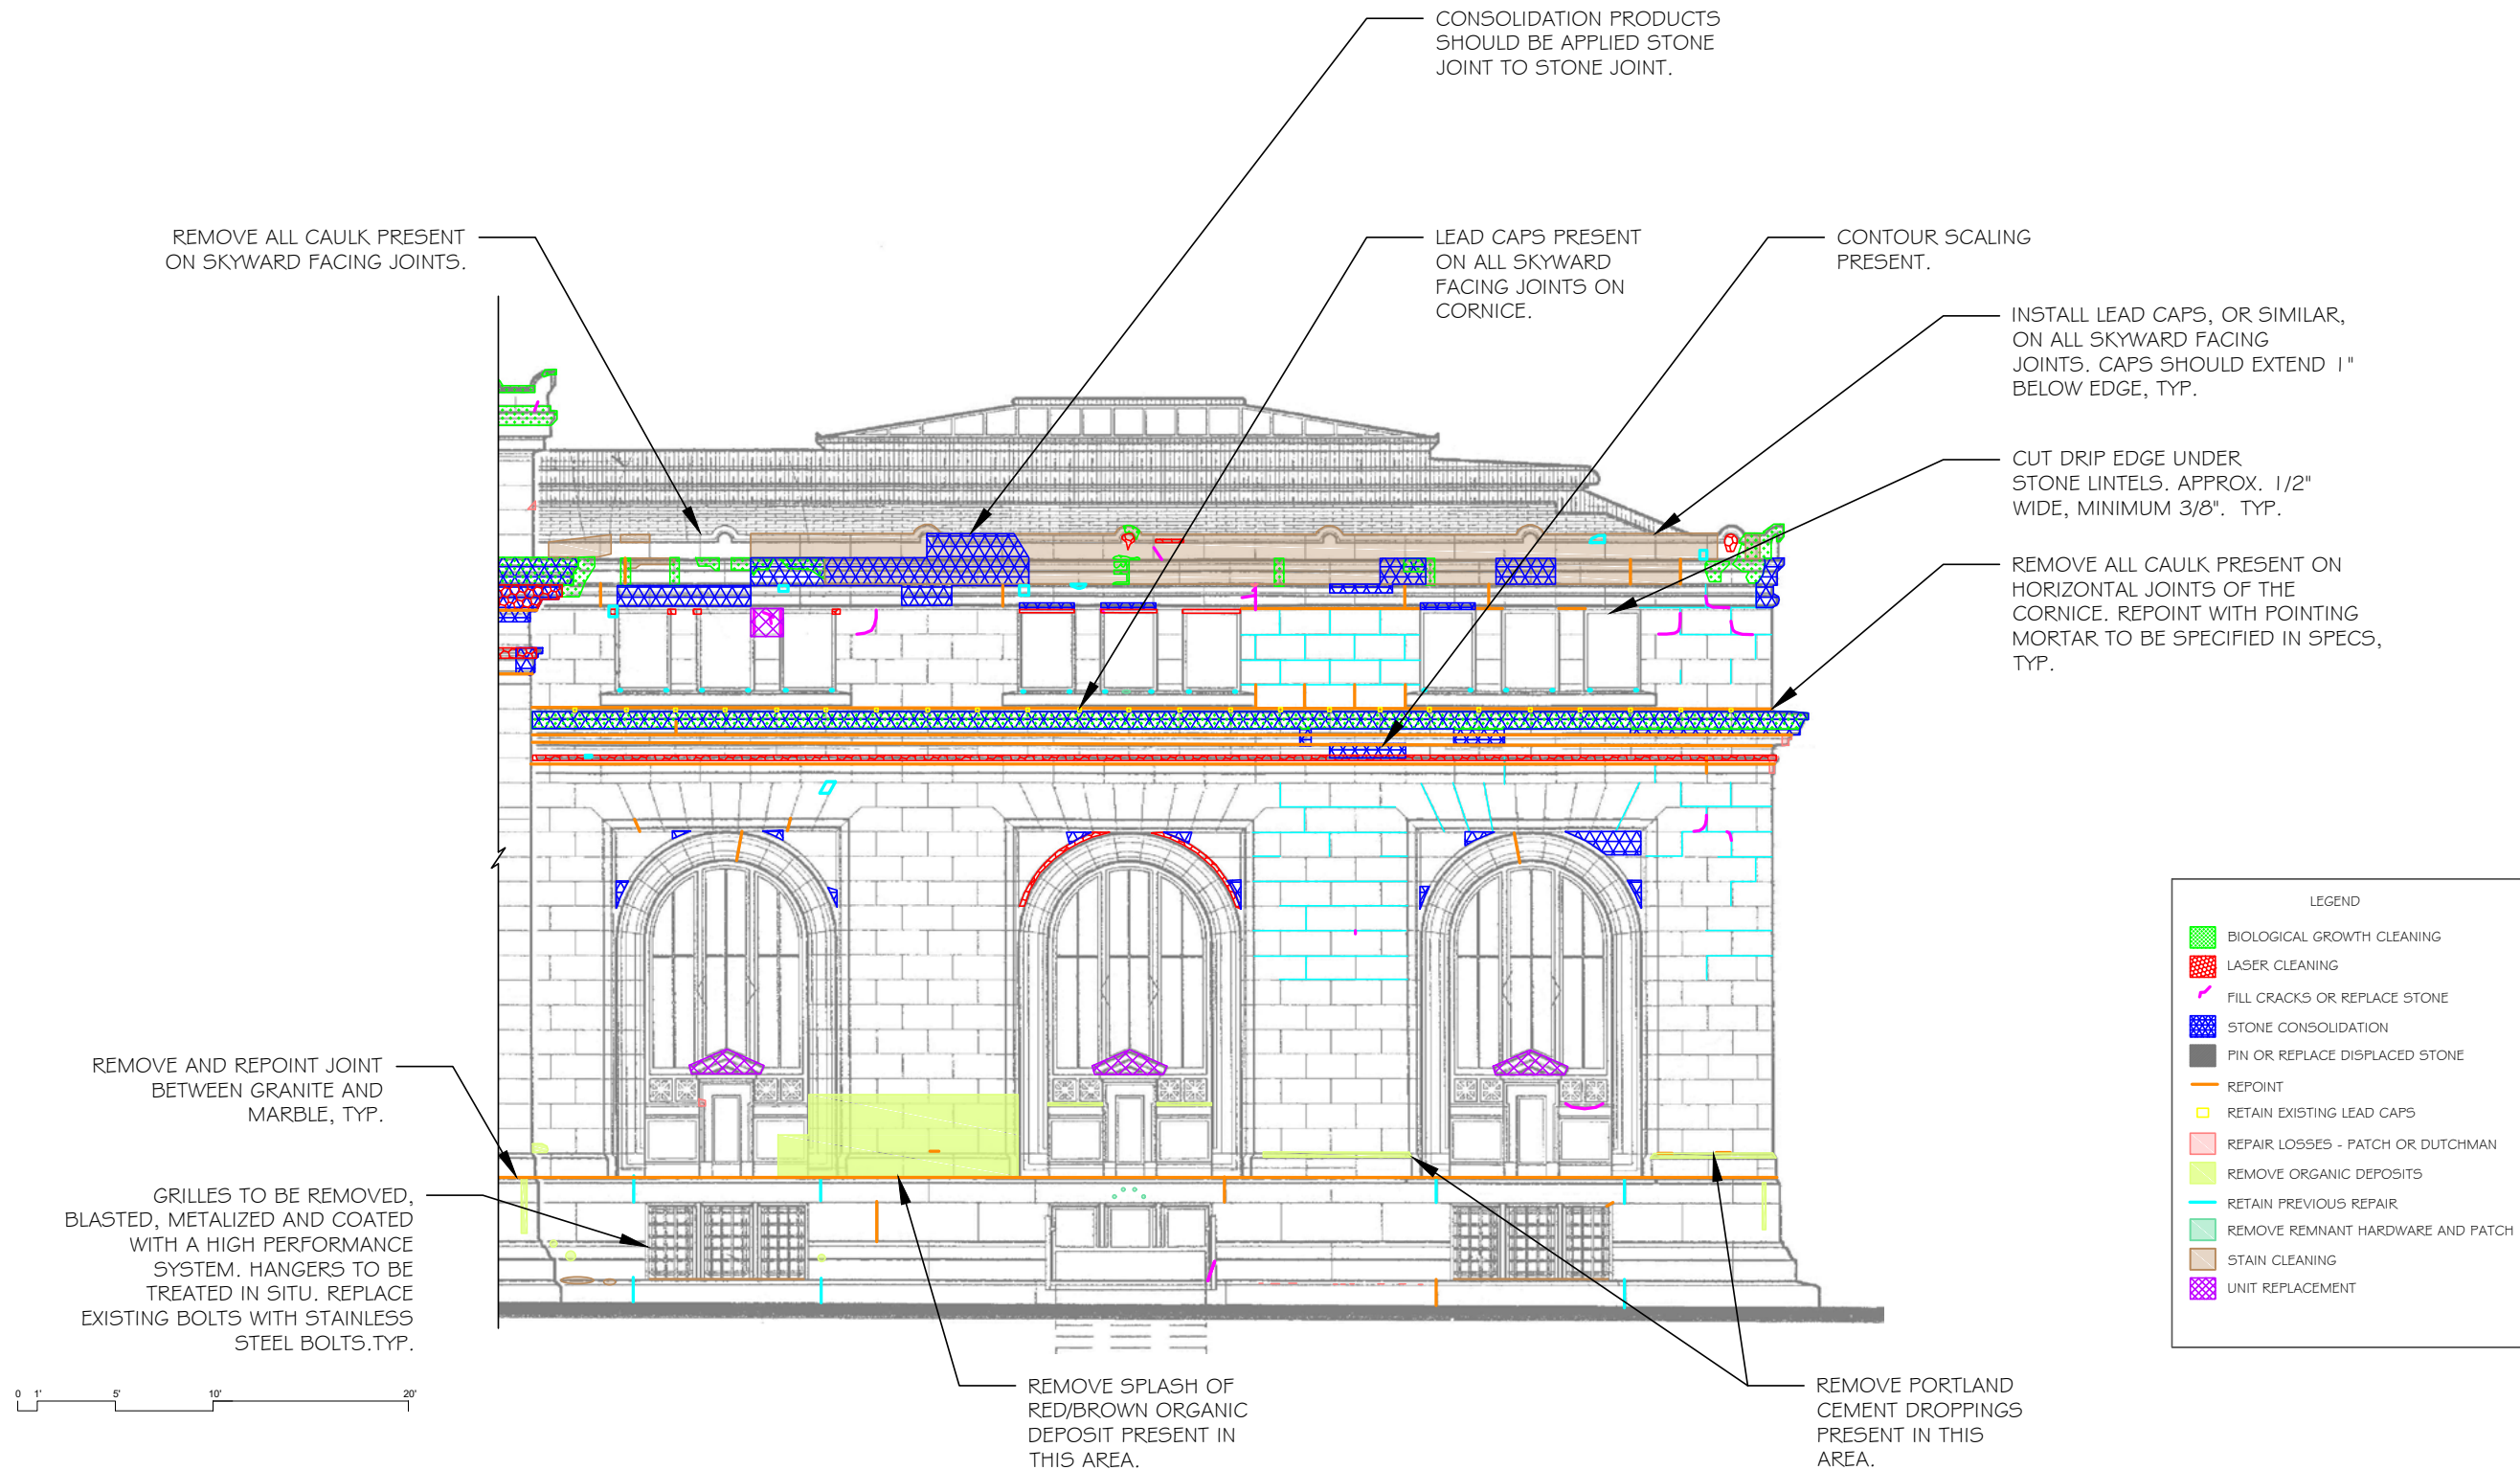 CONSOLIDATION PRODUCTS
SHOULD BE APPLIED STONE
JOINT TO STONE JOINT.
REMOVE ALL CAULK PRESENT
ON SKYWARD FACING JOINTS.
LEAD CAPS PRESENT
ON ALL SKYWARD
FACING JOINTS ON
CORNICE.
CONTOUR SCALING
PRESENT.
INSTALL LEAD CAPS, OR SIMILAR,
ON ALL SKYWARD FACING
JOINTS. CAPS SHOULD EXTEND 1"
BELOW EDGE, TYP.
CUT DRIP EDGE UNDER
STONE LINTELS. APPROX. 1/2"
WIDE, MINIMUM 3/8". TYP.
REMOVE ALL CAULK PRESENT ON
HORIZONTAL JOINTS OF THE
CORNICE. REPOINT WITH POINTING
MORTAR TO BE SPECIFIED IN SPECS,
TYP.
LEGEND
BIOLOGICAL GROWTH CLEANING
LASER CLEANING
FILL CRACKS OR REPLACE STONE
STONE CONSOLIDATION
PIN OR REPLACE DISPLACED STONE
REPOINT
RETAIN EXISTING LEAD CAPS
REPAIR LOSSES - PATCH OR DUTCHMAN
REMOVE ORGANIC DEPOSITS
RETAIN PREVIOUS REPAIR
REMOVE REMNANT HARDWARE AND PATCH
STAIN CLEANING
UNIT REPLACEMENT
REMOVE AND REPOINT JOINT
BETWEEN GRANITE AND
MARBLE, TYP.
GRILLES TO BE REMOVED,
BLASTED, METALIZED AND COATED
WITH A HIGH PERFORMANCE
SYSTEM. HANGERS TO BE
TREATED IN SITU. REPLACE
EXISTING BOLTS WITH STAINLESS
STEEL BOLTS.TYP.
0 1' 5' 10' 20'
REMOVE SPLASH OF
RED/BROWN ORGANIC
DEPOSIT PRESENT IN
THIS AREA.
REMOVE PORTLAND
CEMENT DROPPINGS
PRESENT IN THIS
AREA.